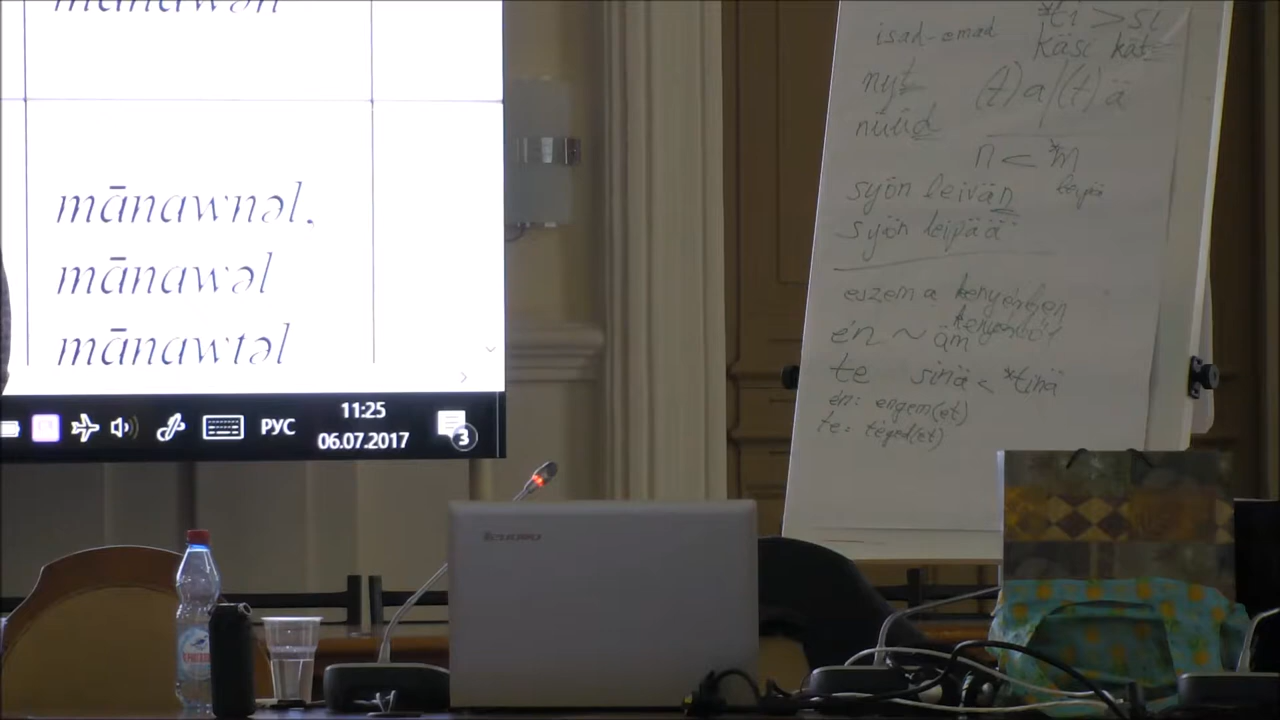 mānawnəl,
mānawəl
mānawtəl
РУС
11:25
06.07.2017
3
lenovo
isad-emad
*ti > si
käsi käte
nyt
(t)a/(t)ä
nüüd
n < *m
syön leivän
syön leipää
eszem a kenyeret
én ~ äm
te sinä < *tinä
én: engem(et)
te: téged(et)